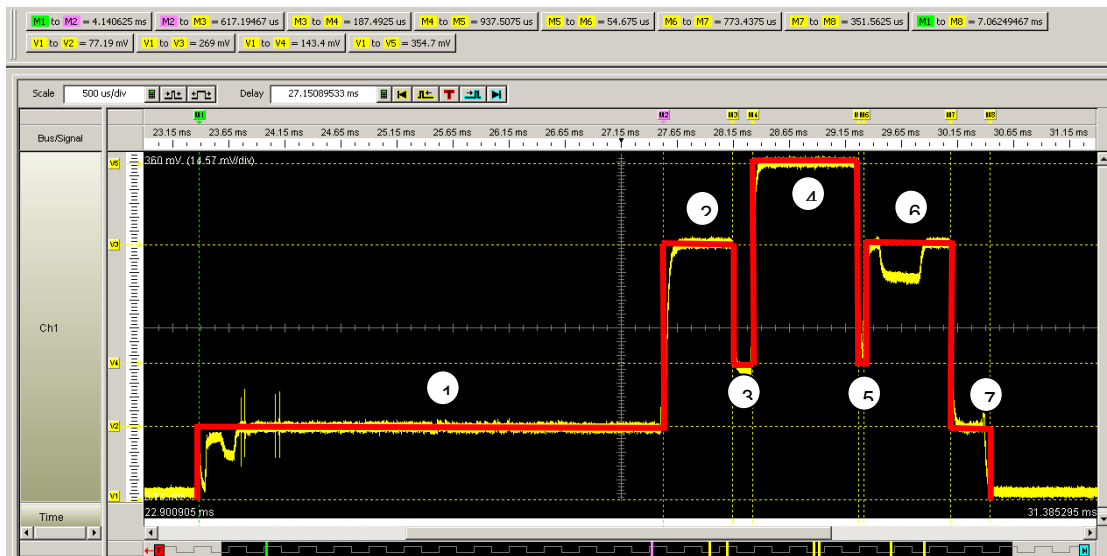 M1 to M2 = 4.140625 ms M2 to M3 = 617.19467 us M3 to M4 = 187.4925 us M4 to M5 = 937.5075 us M5 to M6 = 54.675 us M6 to M7 = 773.4375 us M7 to M8 = 351.5625 us M1 to M8 = 7.06249467 ms
V1 to V2 = 77.19 mV V1 to V3 = 269 mV V1 to V4 = 143.4 mV V1 to V5 = 354.7 mV
Scale 500 us/div Delay 27.15089533 ms
M1 M2 M3 M4 M6 M7 M8
Bus/Signal 23.15 ms 23.65 ms 24.15 ms 24.65 ms 25.15 ms 25.65 ms 26.15 ms 26.65 ms 27.15 ms 27.65 ms 28.15 ms 28.65 ms 29.15 ms 29.65 ms 30.15 ms 30.65 ms 31.15 ms
V5 360 mV (14.57 mV/div)
4
2 6
V3
Ch1
V4
1 3 5 7
V2
V1
22.900905 ms 31.385295 ms
Time
T